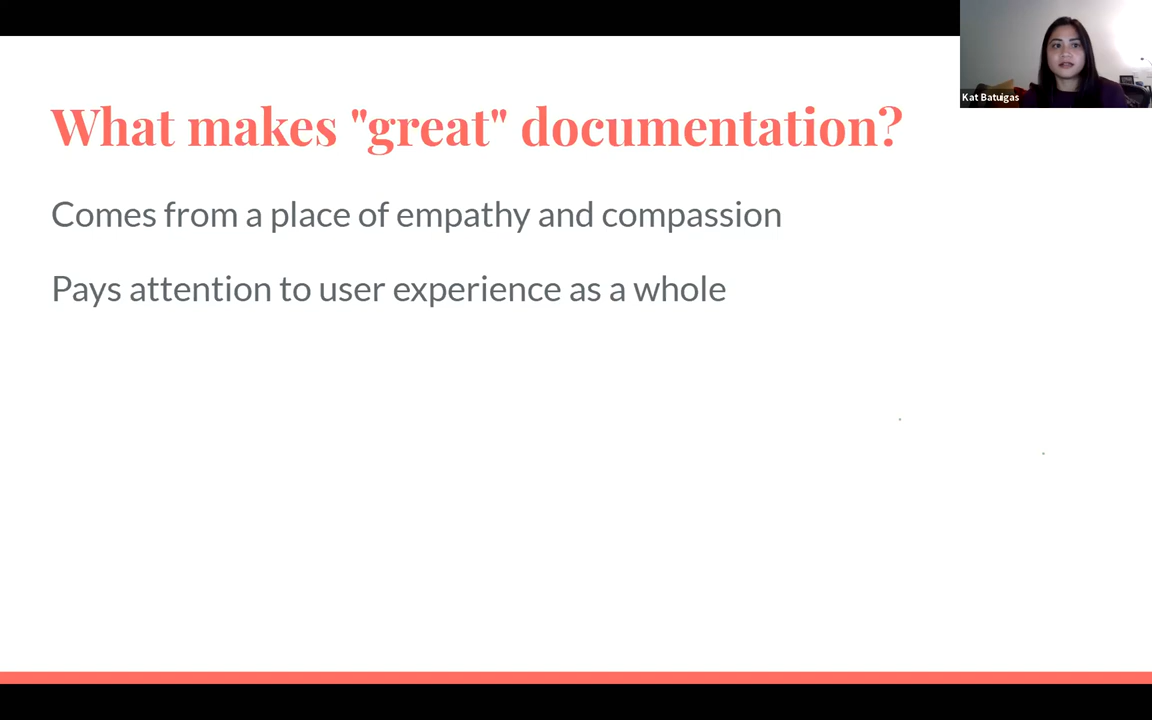 What makes "great" documentation?
Comes from a place of empathy and compassion
Pays attention to user experience as a whole
Kat Batuigas